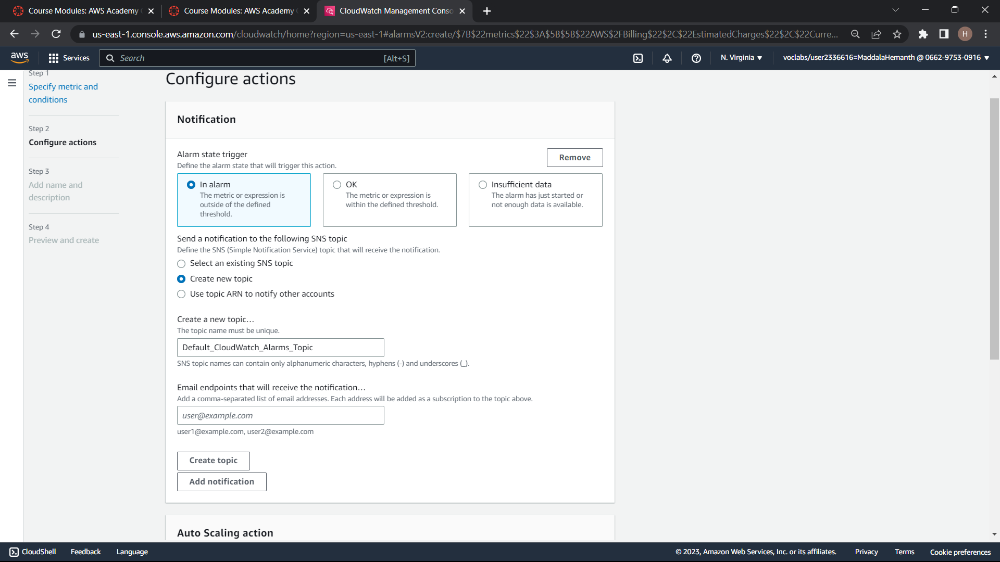 Course Modules: AWS Academy
Course Modules: AWS Academy
CloudWatch Management Conso
us-east-1.console.aws.amazon.com/cloudwatch/home?region=us-east-1#alarmsV2:create/$7B$22metrics$22$3A$5B$5B$22AWS$2FBilling$22$2C$22EstimatedCharges$22$2C$22Curre...
H
aws
Services
Search
[Alt+S]
N. Virginia
voclabs/user2336616=MaddalaHemanth @ 0662-9753-0916
Step 1
Specify metric and
conditions
Step 2
Configure actions
Step 3
Add name and
description
Step 4
Preview and create
Configure actions
Notification
Alarm state trigger
Define the alarm state that will trigger this action.
Remove
In alarm
The metric or expression is
outside of the defined
threshold.
OK
The metric or expression is
within the defined threshold.
Insufficient data
The alarm has just started or
not enough data is available.
Send a notification to the following SNS topic
Define the SNS (Simple Notification Service) topic that will receive the notification.
Select an existing SNS topic
Create new topic
Use topic ARN to notify other accounts
Create a new topic...
The topic name must be unique.
Default_CloudWatch_Alarms_Topic
SNS topic names can contain only alphanumeric characters, hyphens (-) and underscores (_).
Email endpoints that will receive the notification...
Add a comma-separated list of email addresses. Each address will be added as a subscription to the topic above.
user@example.com
user1@example.com, user2@example.com
Create topic
Add notification
Auto Scaling action
CloudShell
Feedback
Language
© 2023, Amazon Web Services, Inc. or its affiliates.
Privacy
Terms
Cookie preferences